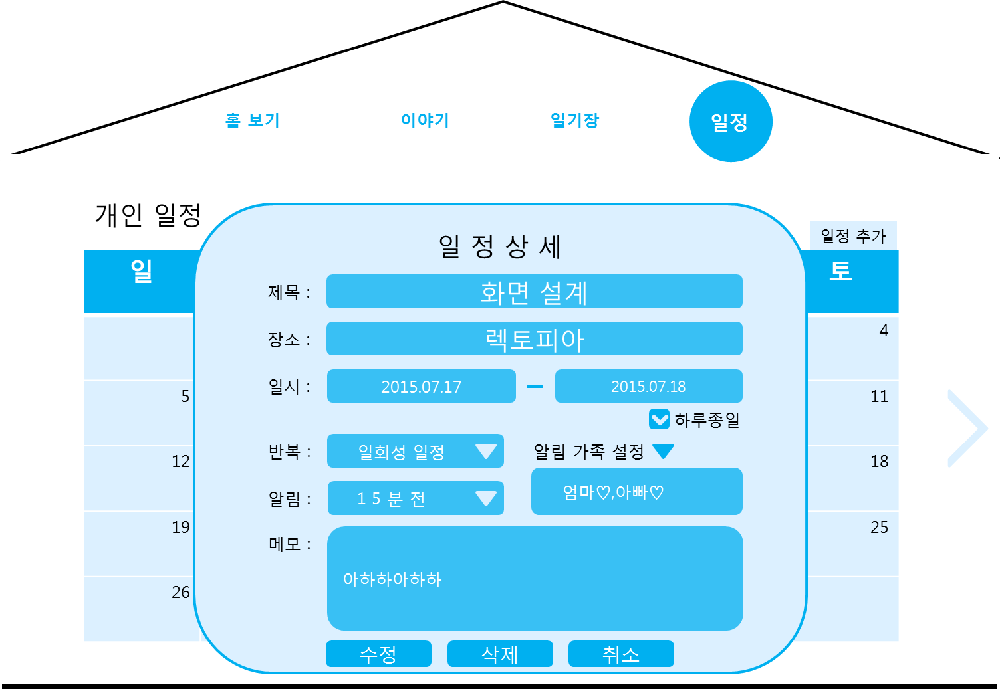 홈 보기 이야기 일기장 일정
개인 일정
일정 추가
일 토
4
5 11
12 18
19 25
26
일 정 상 세
제목 : 화면 설계
장소 : 렉토피아
일시 : 2015.07.17 – 2015.07.18
하루종일
반복 : 일회성 일정 알림 가족 설정
알림 : 1 5 분 전 엄마♡,아빠♡
메모 :
아하하아하하
수정 삭제 취소